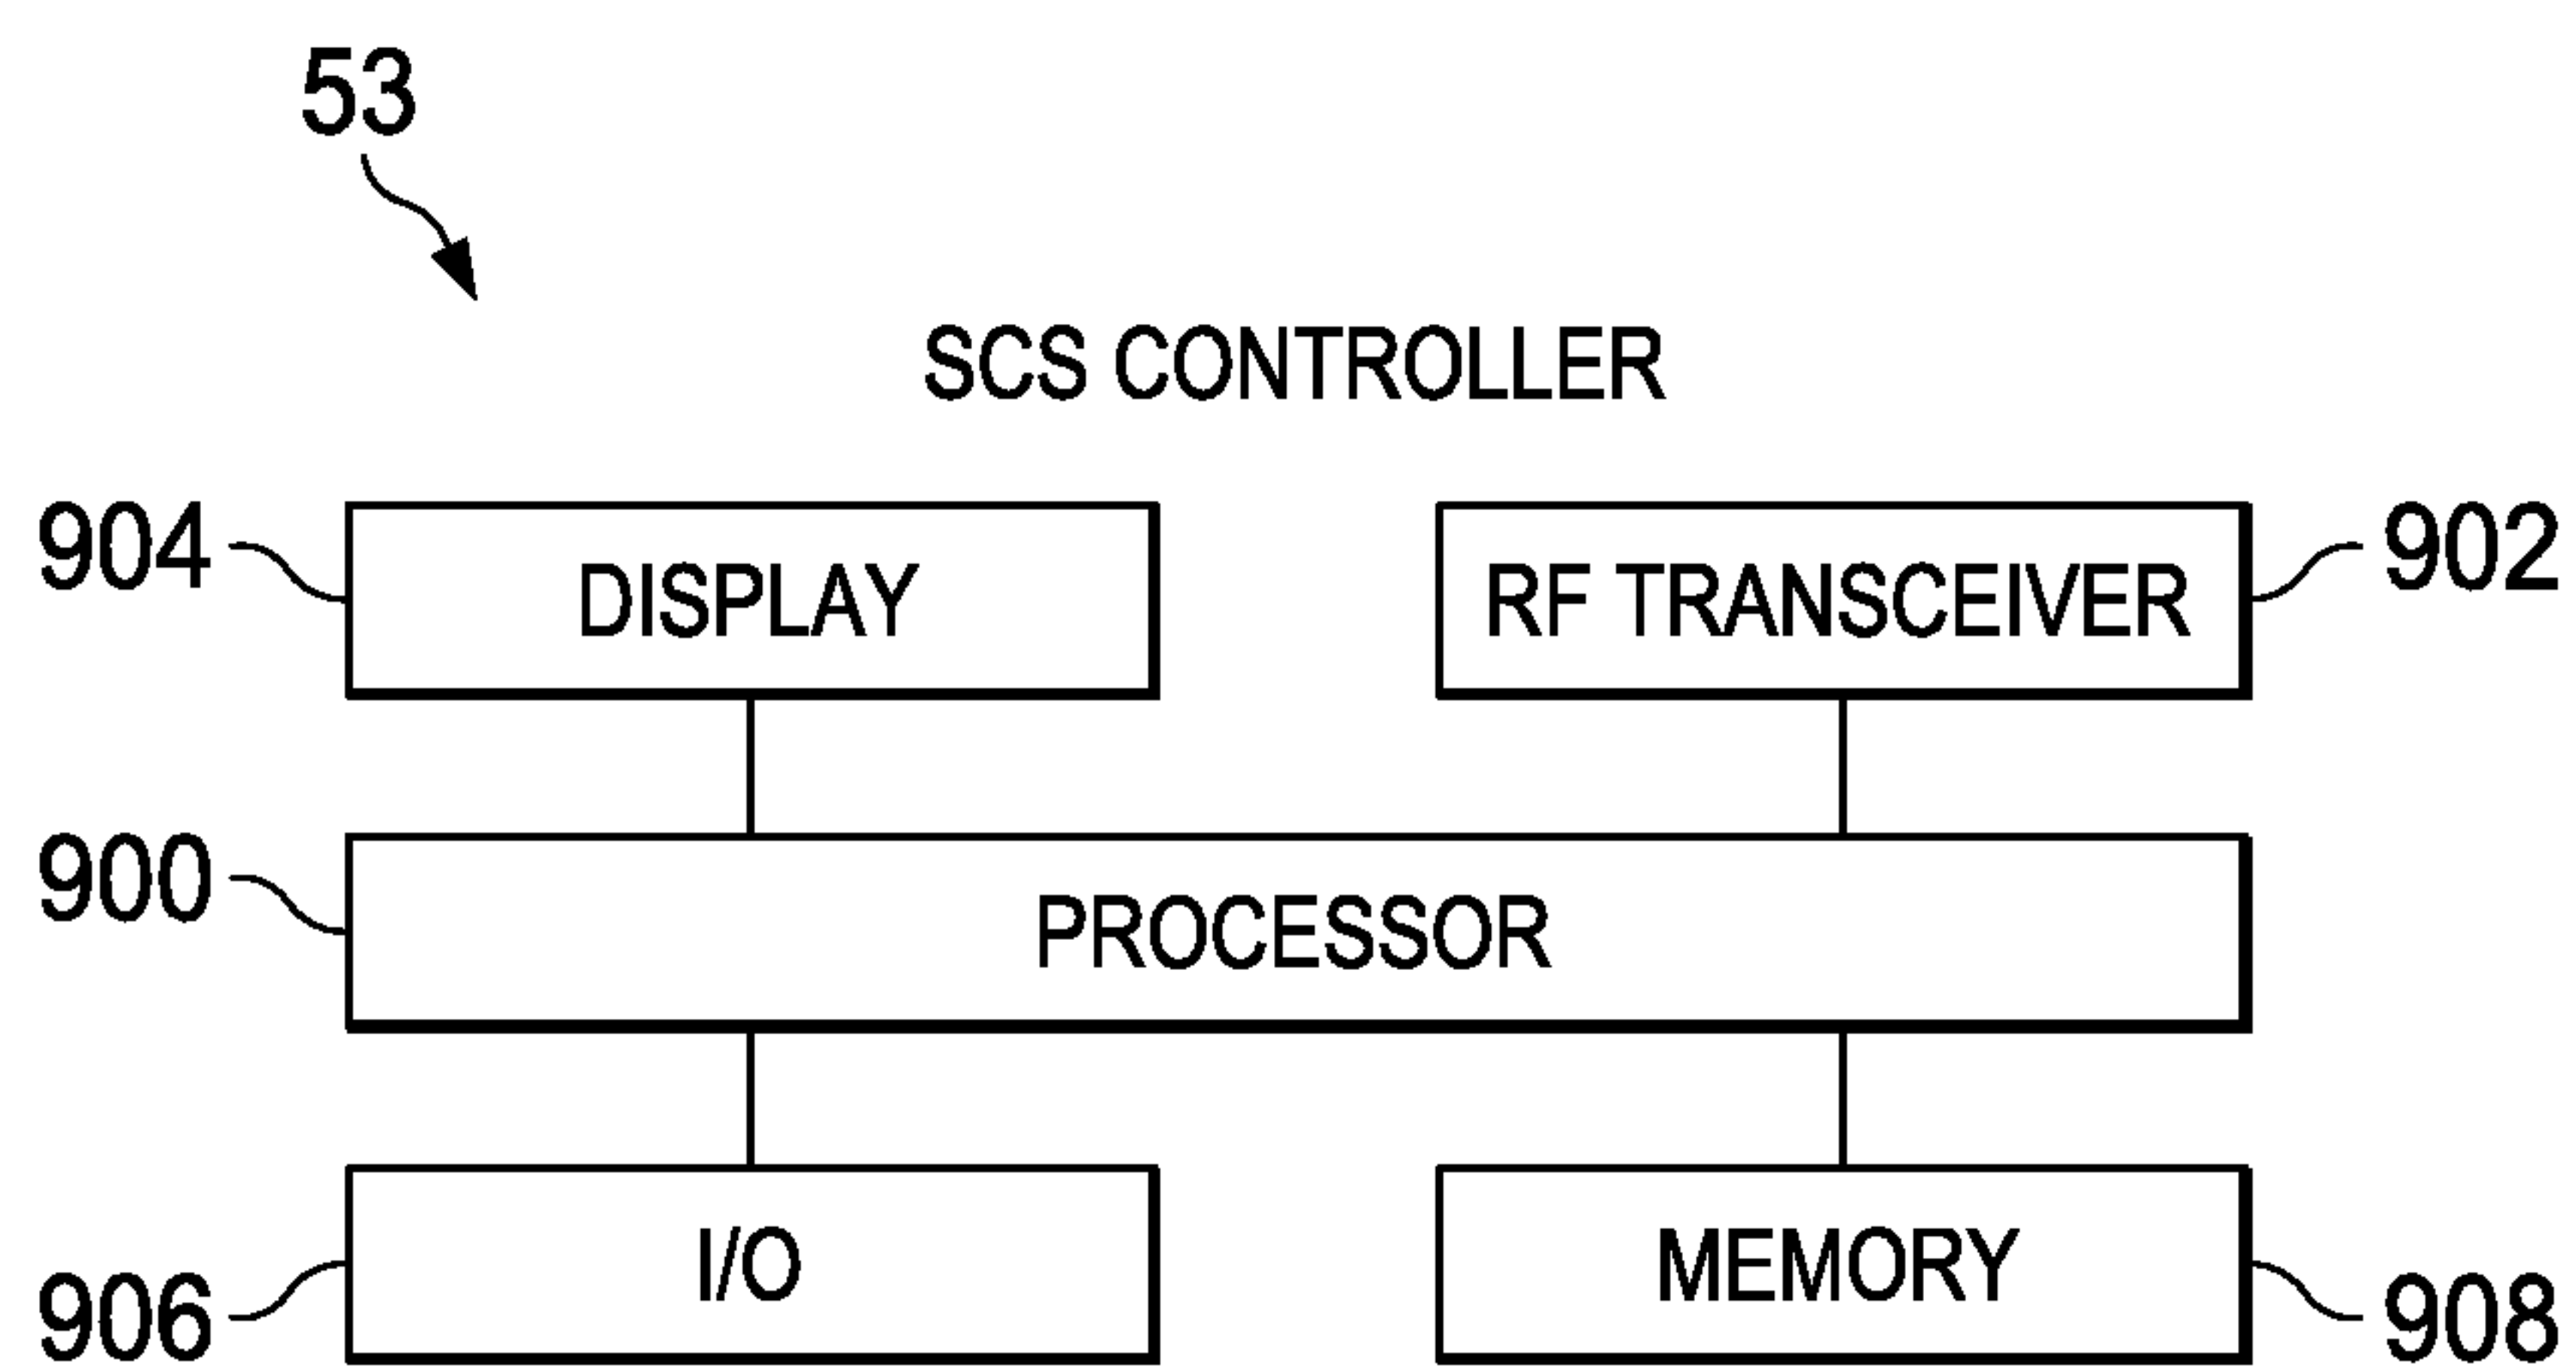 53
SCS CONTROLLER
904 DISPLAY RF TRANSCEIVER 902
900 PROCESSOR
906 I/O MEMORY 908